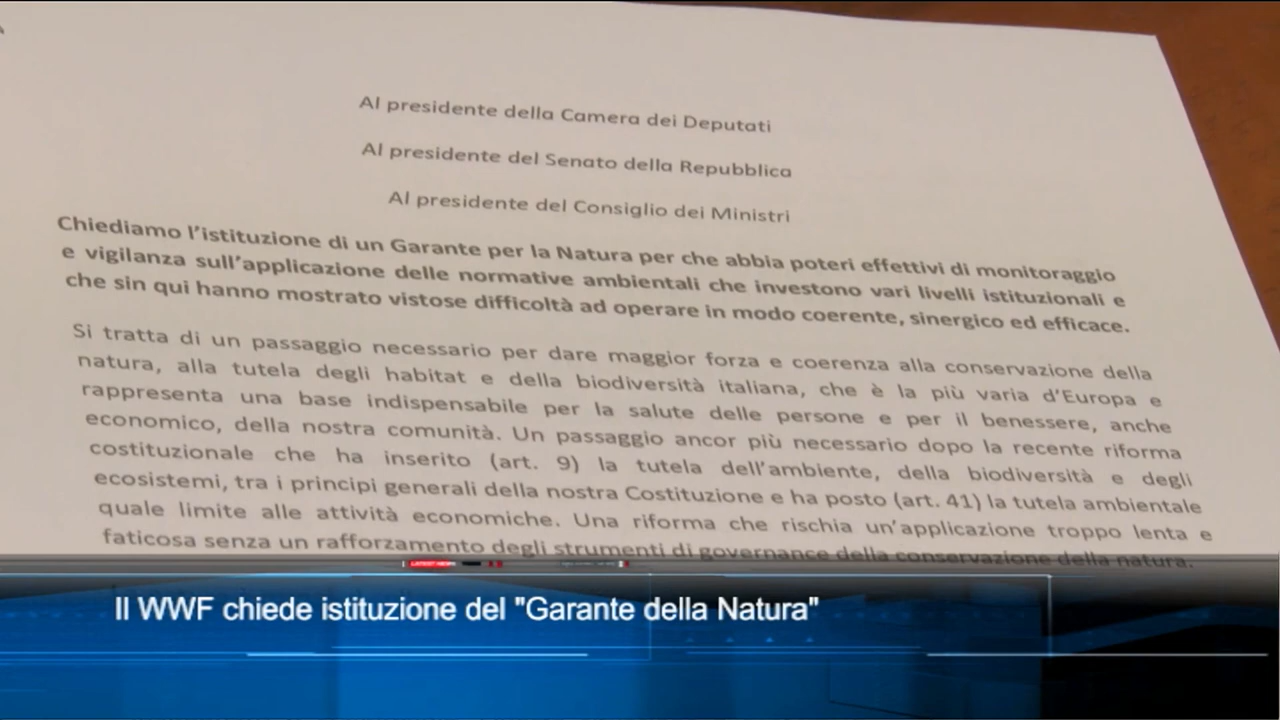 Al presidente della Camera dei Deputati
Al presidente del Senato della Repubblica
Al presidente del Consiglio dei Ministri
Chiediamo l'istituzione di un Garante per la Natura per che abbia poteri effettivi di monitoraggio
e vigilanza sull'applicazione delle normative ambientali che investono vari livelli istituzionali e
che sin qui hanno mostrato vistose difficoltà ad operare in modo coerente, sinergico ed efficace.
Si tratta di un passaggio necessario per dare maggior forza e coerenza alla conservazione della
natura, alla tutela degli habitat e della biodiversità italiana, che è la più varia d'Europa e
rappresenta una base indispensabile per la salute delle persone e per il benessere, anche
economico, della nostra comunità. Un passaggio ancor più necessario dopo la recente riforma
costituzionale che ha inserito (art. 9) la tutela dell'ambiente, della biodiversità e degli
ecosistemi, tra i principi generali della nostra Costituzione e ha posto (art. 41) la tutela ambientale
quale limite alle attività economiche. Una riforma che rischia un'applicazione troppo lenta e
faticosa senza un rafforzamento degli strumenti di governance della conservazione della natura.
LATEST NEWS
Il WWF chiede istituzione del "Garante della Natura"